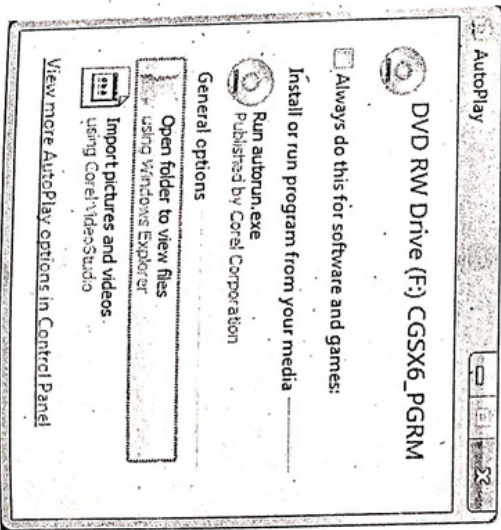 AutoPlay
DVD RW Drive (F:) CGSX6_PGRM
Always do this for software and games:
Install or run program from your media
Run autorun.exe
Published by Corel Corporation
General options
Open folder to view files
using Windows Explorer
Import pictures and videos
using Corel VideoStudio
View more AutoPlay options in Control Panel